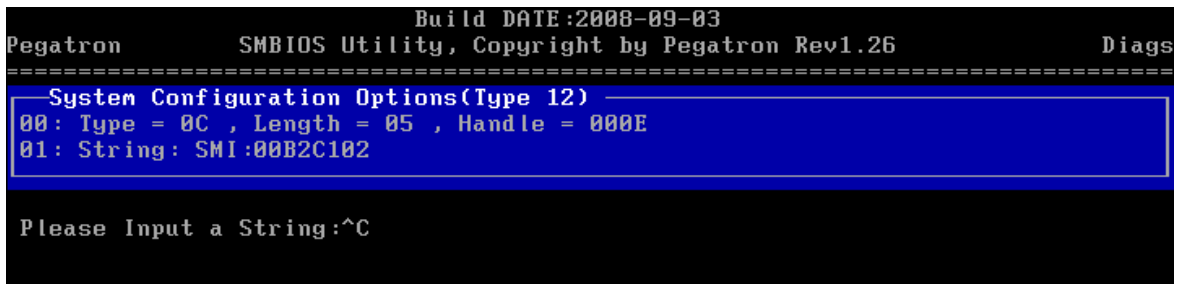 Build DATE:2008-09-03
Pegatron SMBIOS Utility, Copyright by Pegatron Rev1.26 Diags
================================================================================
System Configuration Options(Type 12)
00: Type = 0C , Length = 05 , Handle = 000E
01: String: SMI:00B2C102
Please Input a String:^C